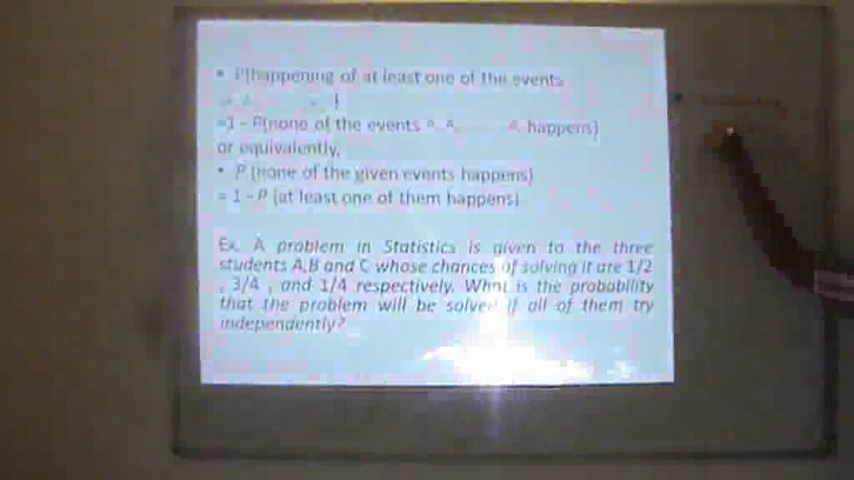 • P(happening of at least one of the events
)
=1 - P(none of the events A, A, ........ A, happens)
or equivalently,
• P (none of the given events happens)
= 1 - P (at least one of them happens)
Ex. A problem in Statistics is given to the three
students A,B and C whose chances of solving it are 1/2
, 3/4 , and 1/4 respectively. What is the probability
that the problem will be solved if all of them try
independently?